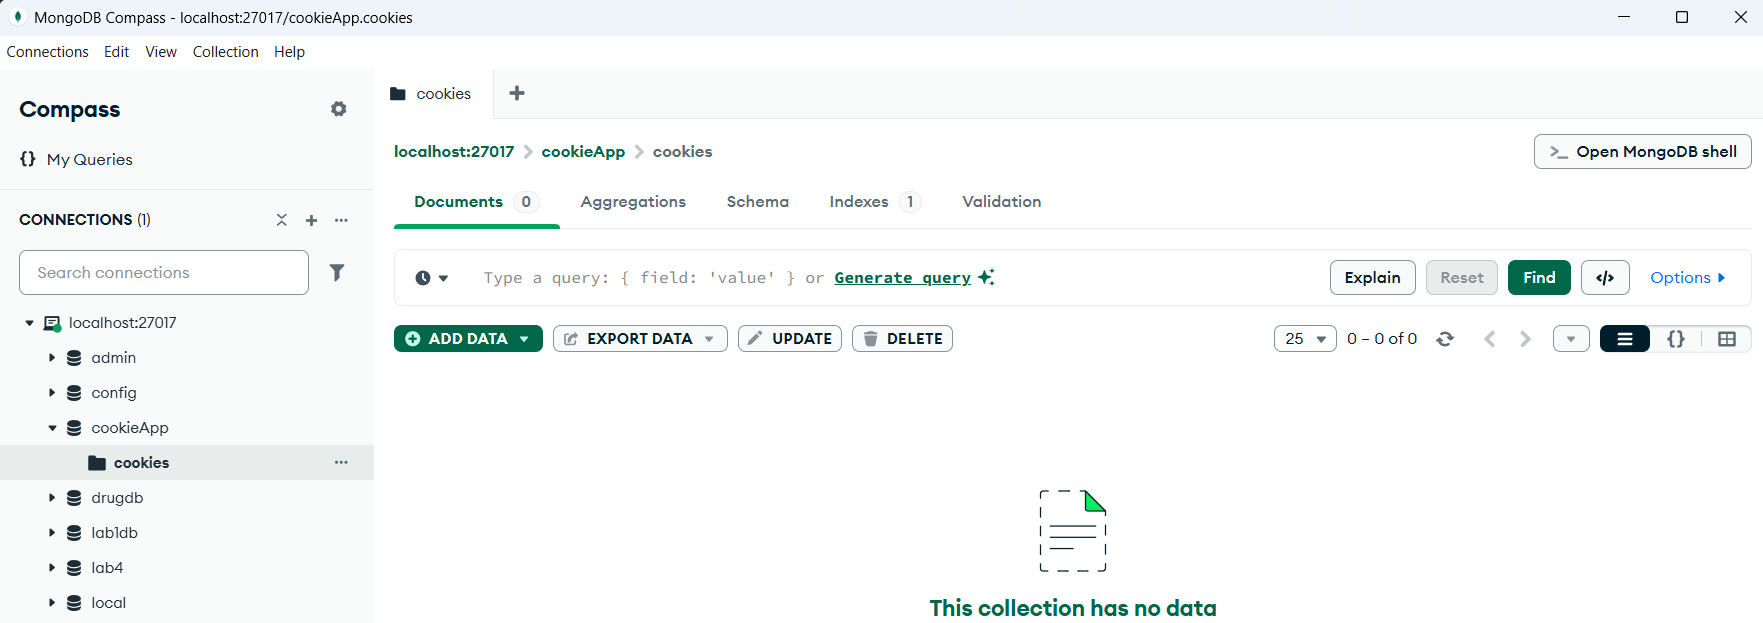 MongoDB Compass - localhost:27017/cookieApp.cookies
Connections Edit View Collection Help
Compass
{} My Queries
CONNECTIONS (1)
Search connections
localhost:27017
admin
config
cookieApp
cookies
drugdb
lab1db
lab4
local
cookies
localhost:27017 > cookieApp > cookies
>_ Open MongoDB shell
Documents 0 Aggregations Schema Indexes 1 Validation
Type a query: { field: 'value' } or Generate query
Explain Reset Find </> Options
ADD DATA EXPORT DATA UPDATE DELETE
25 0 – 0 of 0 {}
This collection has no data